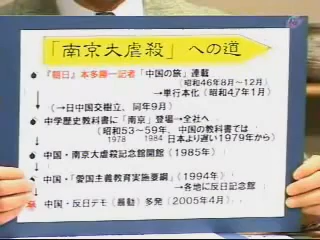 「南京大虐殺」への道
『朝日』本多勝一記者「中国の旅」連載
(昭和46年8月~12月)
→単行本化(昭和47年1月)
(→日中国交樹立、同年9月)
中学歴史教科書に「南京」登場→全社へ
(昭和53~59年、中国の教科書では
1978 1984 日本より遅い1979年から)
中国・南京大虐殺記念館開館(1985年)
中国・「愛国主義教育実施要綱」(1994年)
→各地に反日記念館
中国・反日デモ(暴動)多発(2005年4月)